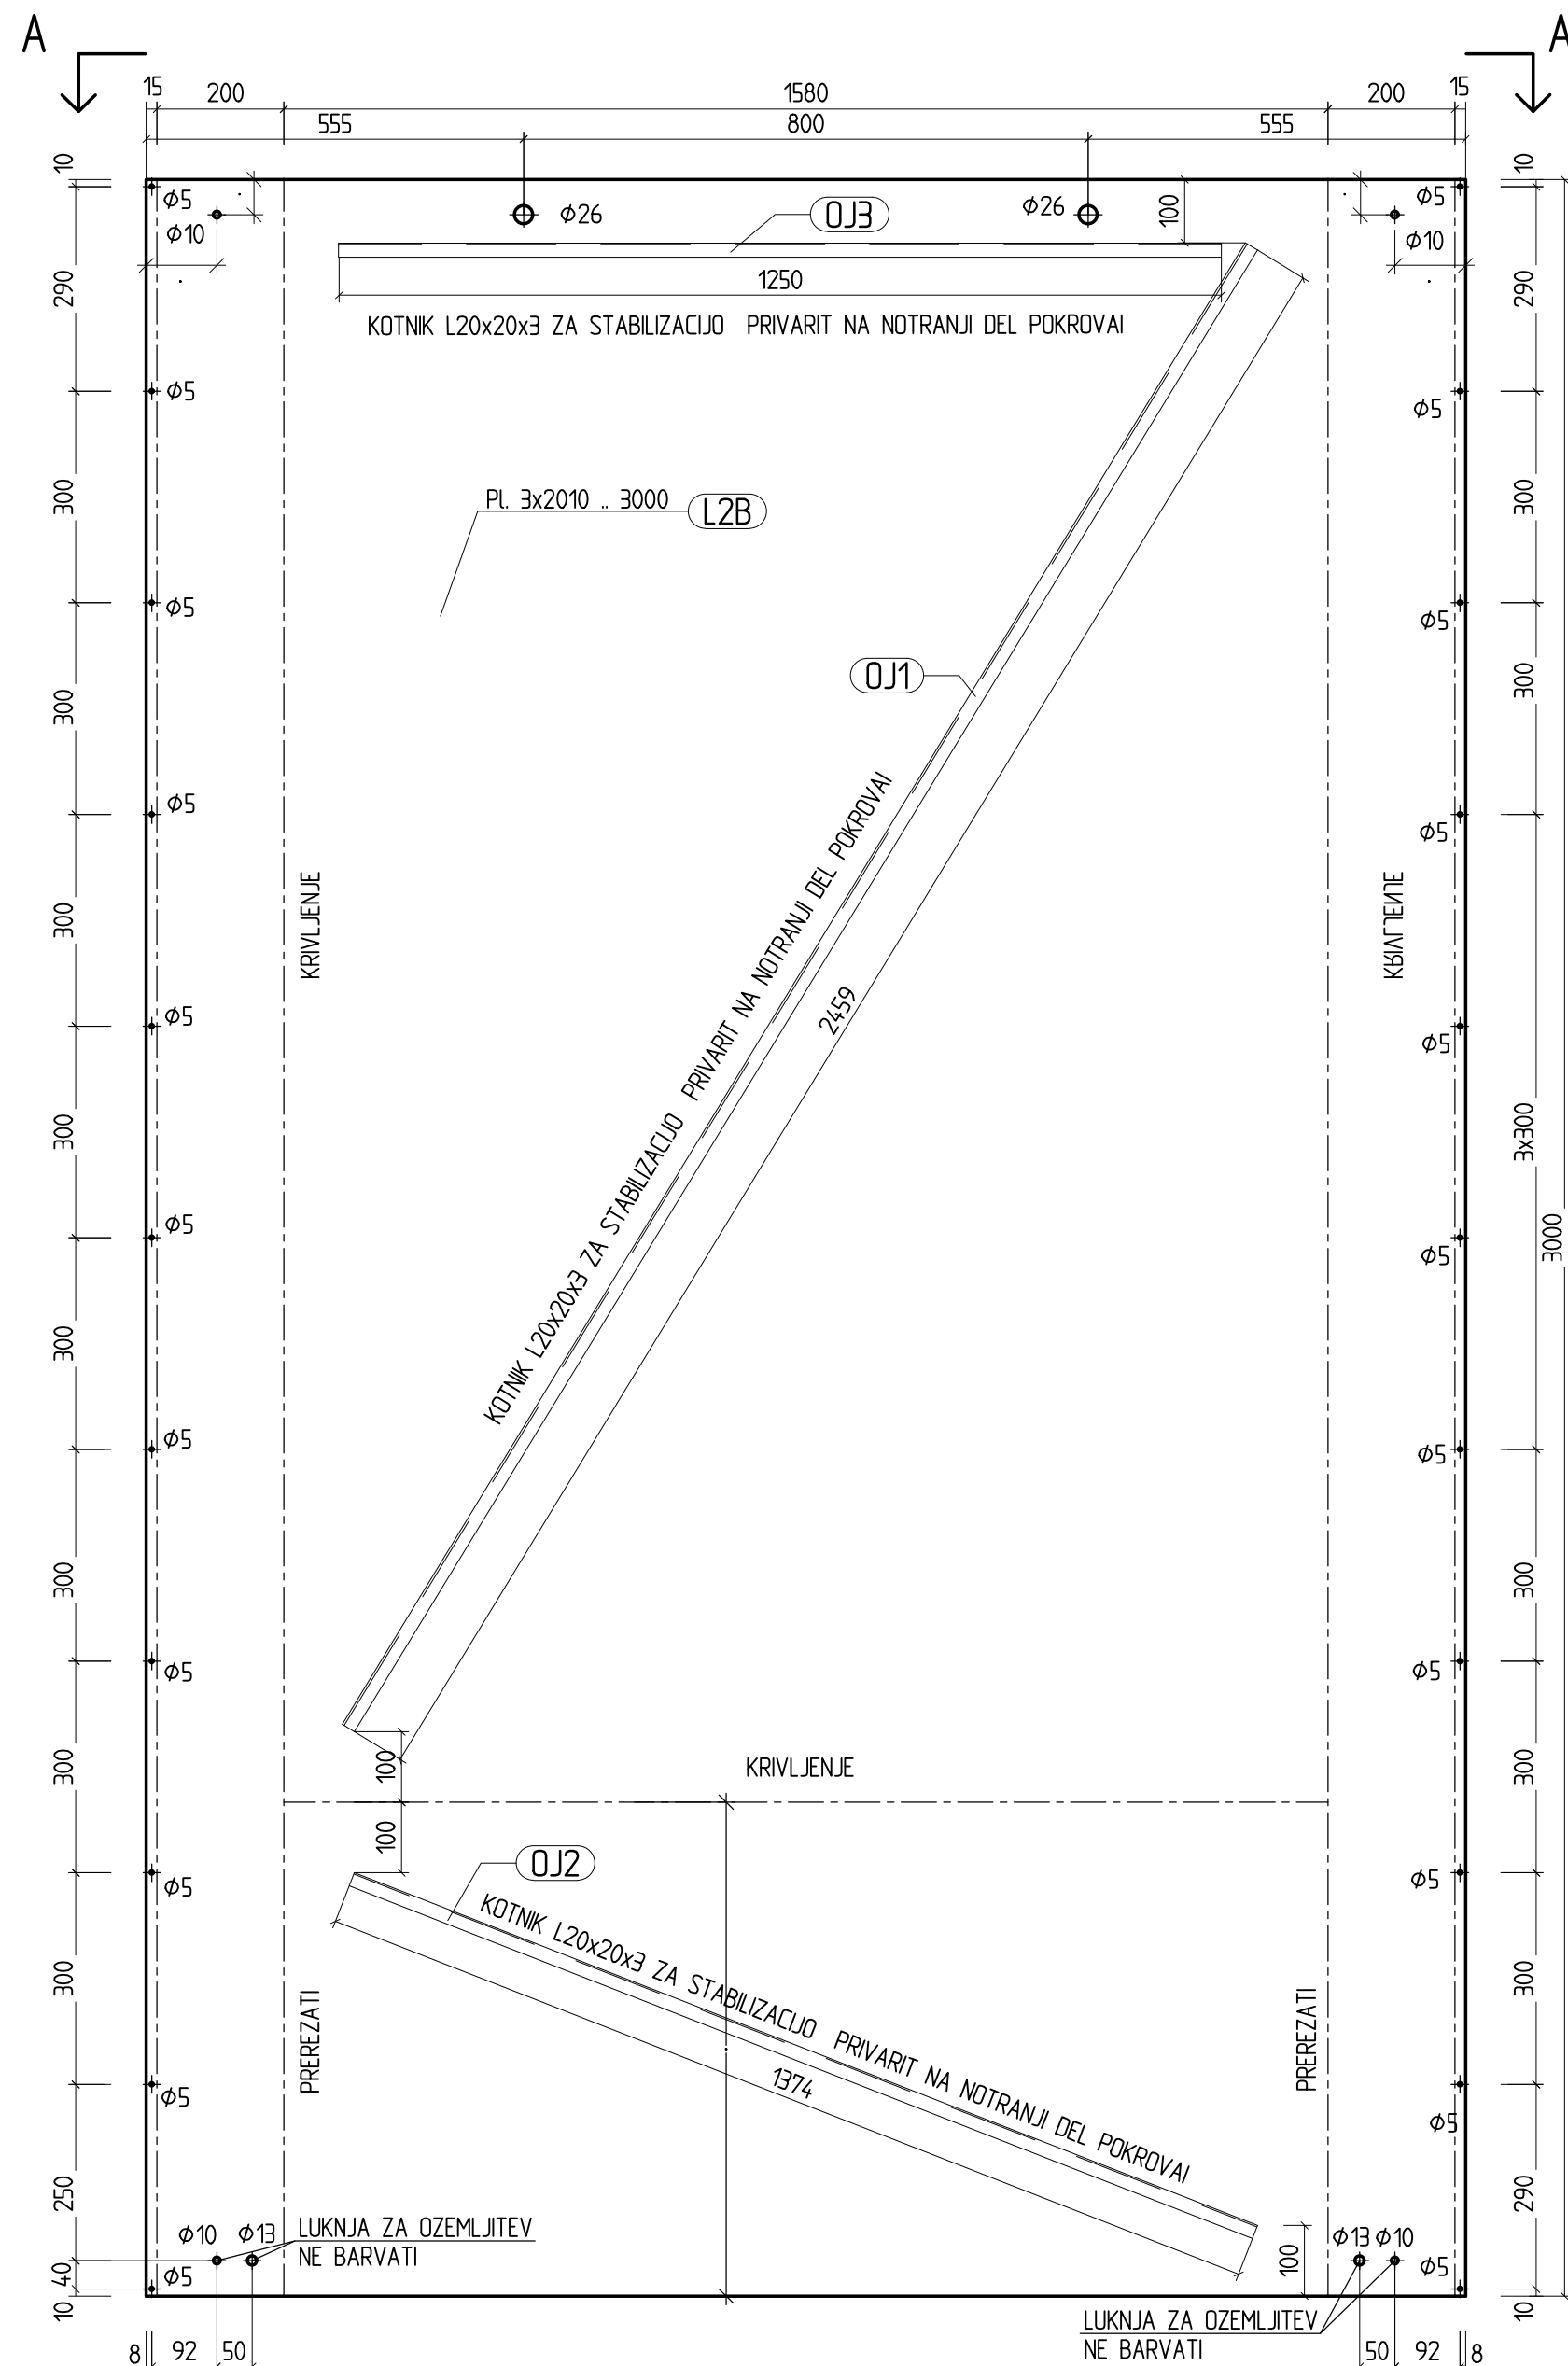 A A
15 200 1580 200 15
555 800 555
10 10
Φ5 Φ5
Φ10 Φ26 OJ3 Φ26 100 Φ10
290 1250 290
KOTNIK L20x20x3 ZA STABILIZACIJO PRIVARIT NA NOTRANJI DEL POKROVAI
Φ5 Φ5
300 Pl. 3x2010 .. 3000 L2B 300
Φ5 Φ5
OJ1
300 300
Φ5 Φ5
KRIVLJENJE KRIVLJENJE
300
KOTNIK L20x20x3 ZA STABILIZACIJO PRIVARIT NA NOTRANJI DEL POKROVAI
2459
Φ5 Φ5
300 3x300
3000
Φ5 Φ5
300
Φ5 Φ5
300 300
Φ5 Φ5
300 100 KRIVLJENJE 300
100
OJ2
Φ5 Φ5
KOTNIK L20x20x3 ZA STABILIZACIJO PRIVARIT NA NOTRANJI DEL POKROVAI
1374
300 300
PREREZATI PREREZATI
Φ5 Φ5
250 290
Φ10 Φ13 LUKNJA ZA OZEMLJITEV
NE BARVATI
100 Φ13 Φ10
40 Φ5 Φ5
10 10
LUKNJA ZA OZEMLJITEV
NE BARVATI
8 92 50 50 92 8